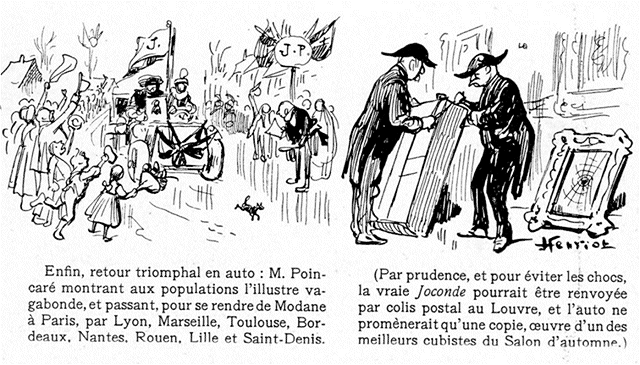 J.
J.P.
Henriot
Enfin, retour triomphal en auto : M. Poin-
caré montrant aux populations l'illustre va-
gabonde, et passant, pour se rendre de Modane
à Paris, par Lyon, Marseille, Toulouse, Bor-
deaux, Nantes, Rouen, Lille et Saint-Denis.
(Par prudence, et pour éviter les chocs,
la vraie Joconde pourrait être renvoyée
par colis postal au Louvre, et l'auto ne
promènerait qu'une copie, œuvre d'un des
meilleurs cubistes du Salon d'automne.)